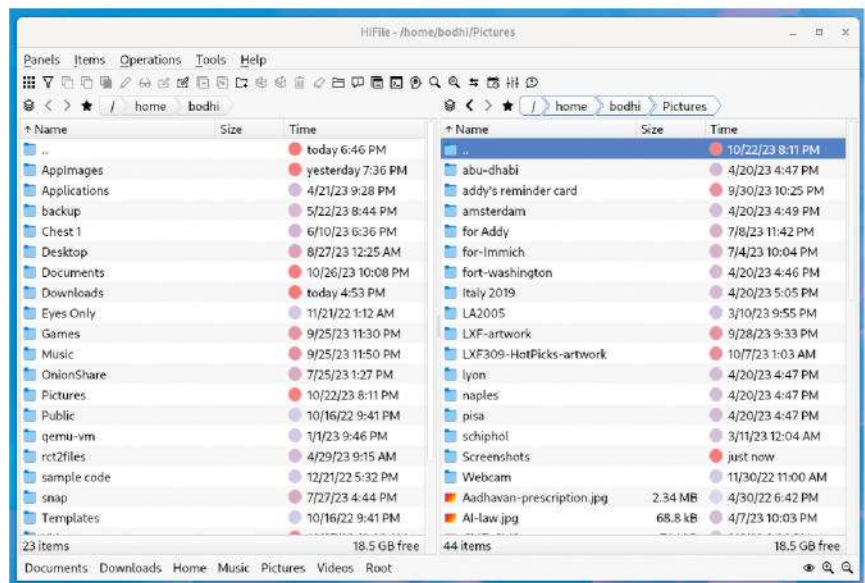 HiFile - /home/bodhi/Pictures
Panels Items Operations Tools Help
/ home bodhi
/ home bodhi Pictures
Name Size Time
.. today 6:46 PM
AppImages yesterday 7:36 PM
Applications 4/21/23 9:28 PM
backup 5/22/23 8:44 PM
Chest 1 6/10/23 6:36 PM
Desktop 8/27/23 12:25 AM
Documents 10/26/23 10:08 PM
Downloads today 4:53 PM
Eyes Only 11/21/22 1:12 AM
Games 9/25/23 11:30 PM
Music 9/25/23 11:50 PM
OnionShare 7/25/23 1:27 PM
Pictures 10/22/23 8:11 PM
Public 10/16/22 9:41 PM
qemu-vm 1/1/23 9:46 PM
rct2files 4/29/23 9:15 AM
sample code 12/21/22 5:32 PM
snap 7/27/23 4:44 PM
Templates 10/16/22 9:41 PM
23 items 18.5 GB free
Name Size Time
.. 10/22/23 8:11 PM
abu-dhabi 4/20/23 4:47 PM
addy's reminder card 9/30/23 10:25 PM
amsterdam 4/20/23 4:49 PM
for Addy 7/8/23 11:42 PM
for-Immich 7/4/23 10:04 PM
fort-washington 4/20/23 4:46 PM
Italy 2019 4/20/23 5:05 PM
LA2005 3/10/23 9:55 PM
LXF-artwork 9/28/23 9:33 PM
LXF309-HotPicks-artwork 10/7/23 1:03 AM
lyon 4/20/23 4:47 PM
naples 4/20/23 4:47 PM
pisa 4/20/23 4:47 PM
schiphol 3/11/23 12:04 AM
Screenshots just now
Webcam 11/30/22 11:00 AM
Aadhavan-prescription.jpg 2.34 MB 4/30/22 6:42 PM
AI-law.jpg 68.8 kB 4/7/23 10:03 PM
44 items 18.5 GB free
Documents Downloads Home Music Pictures Videos Root